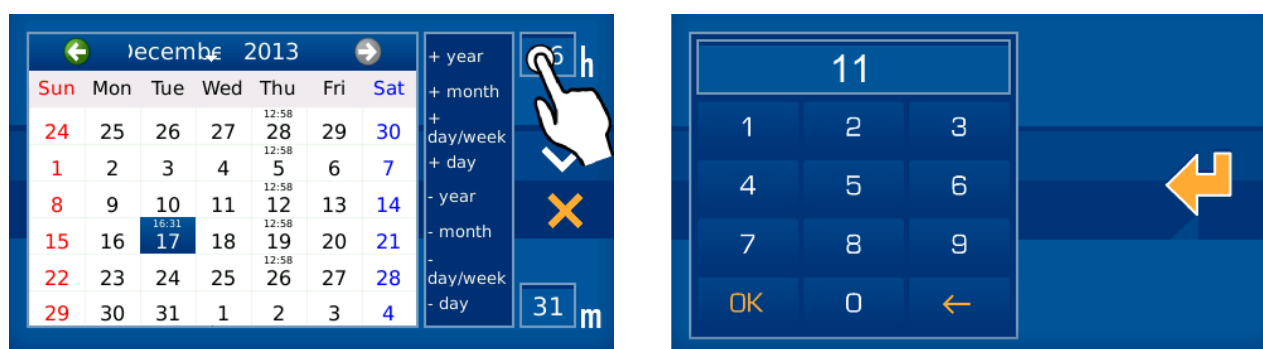 ecembe 2013
Sun Mon Tue Wed Thu Fri Sat
12:58
24 25 26 27 28 29 30
12:58
1 2 3 4 5 6 7
12:58
8 9 10 11 12 13 14
16:31 12:58
15 16 17 18 19 20 21
12:58
22 23 24 25 26 27 28
29 30 31 1 2 3 4
+ year
+ month
+
day/week
+ day
- year
- month
-
day/week
- day
6 h
31 m
11
1 2 3
4 5 6
7 8 9
OK 0 ←